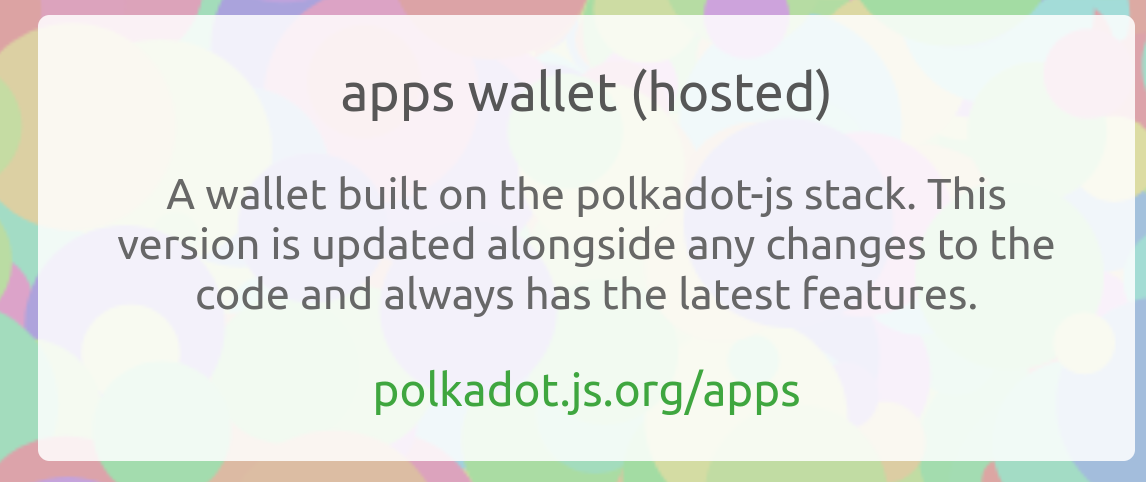 apps wallet (hosted)
A wallet built on the polkadot-js stack. This
version is updated alongside any changes to the
code and always has the latest features.
polkadot.js.org/apps